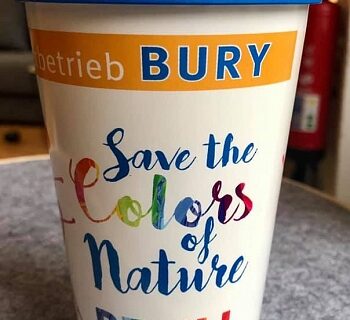 betrieb BURY
Save the
Colors
of
Nature